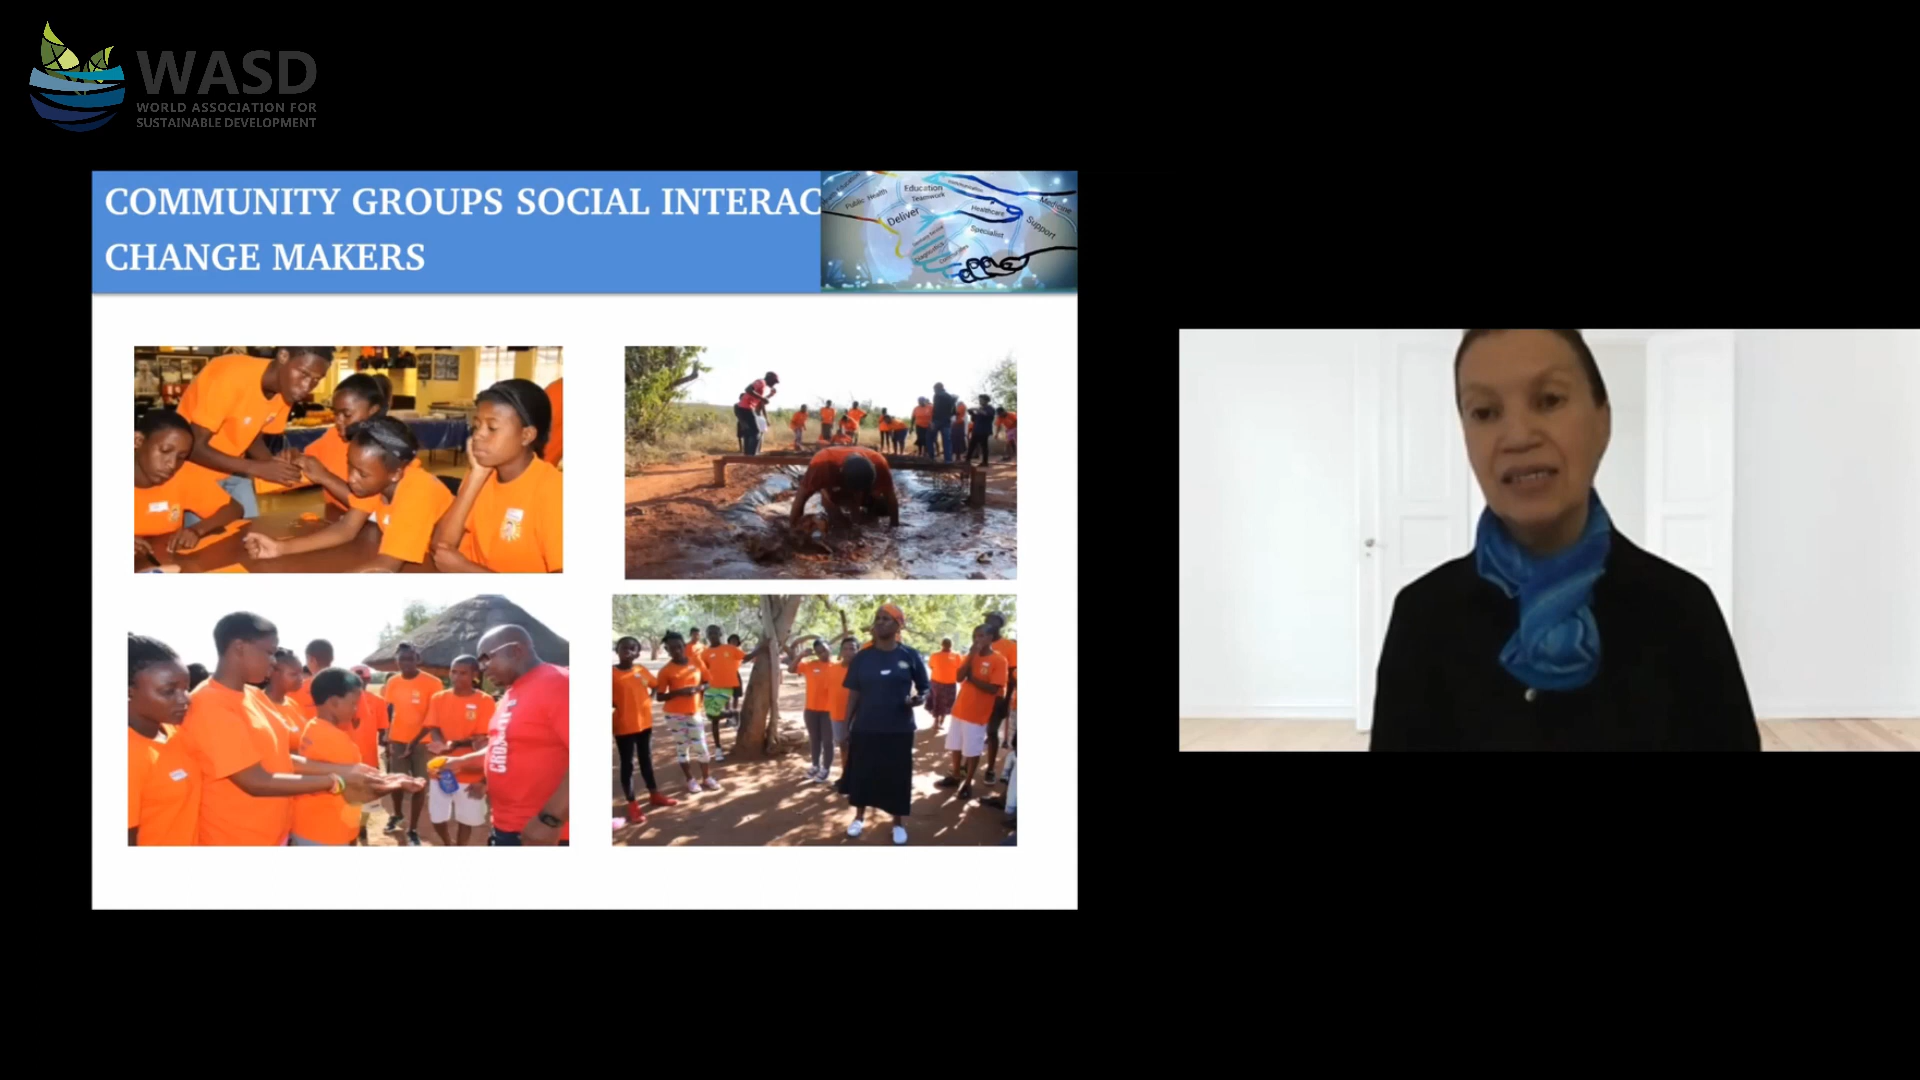 WASD
WORLD ASSOCIATION FOR
SUSTAINABLE DEVELOPMENT
COMMUNITY GROUPS SOCIAL INTERAC
CHANGE MAKERS
Education
Teamwork
Public Health
Deliver
Healthcare
Medicine
Support
Specialist
Diagnostics